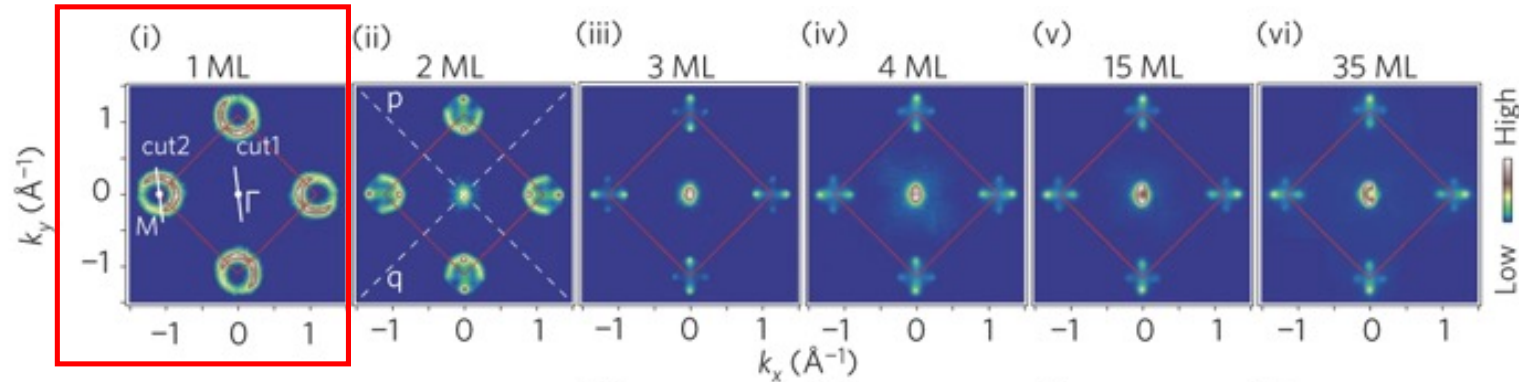 (i) (ii) (iii) (iv) (v) (vi)
1 ML 2 ML 3 ML 4 ML 15 ML 35 ML
High
Low
p
q
cut2 cut1
Γ
M
1
0
−1
k_y (Å⁻¹)
−1 0 1 −1 0 1 −1 0 1 −1 0 1 −1 0 1 −1 0 1
k_x (Å⁻¹)